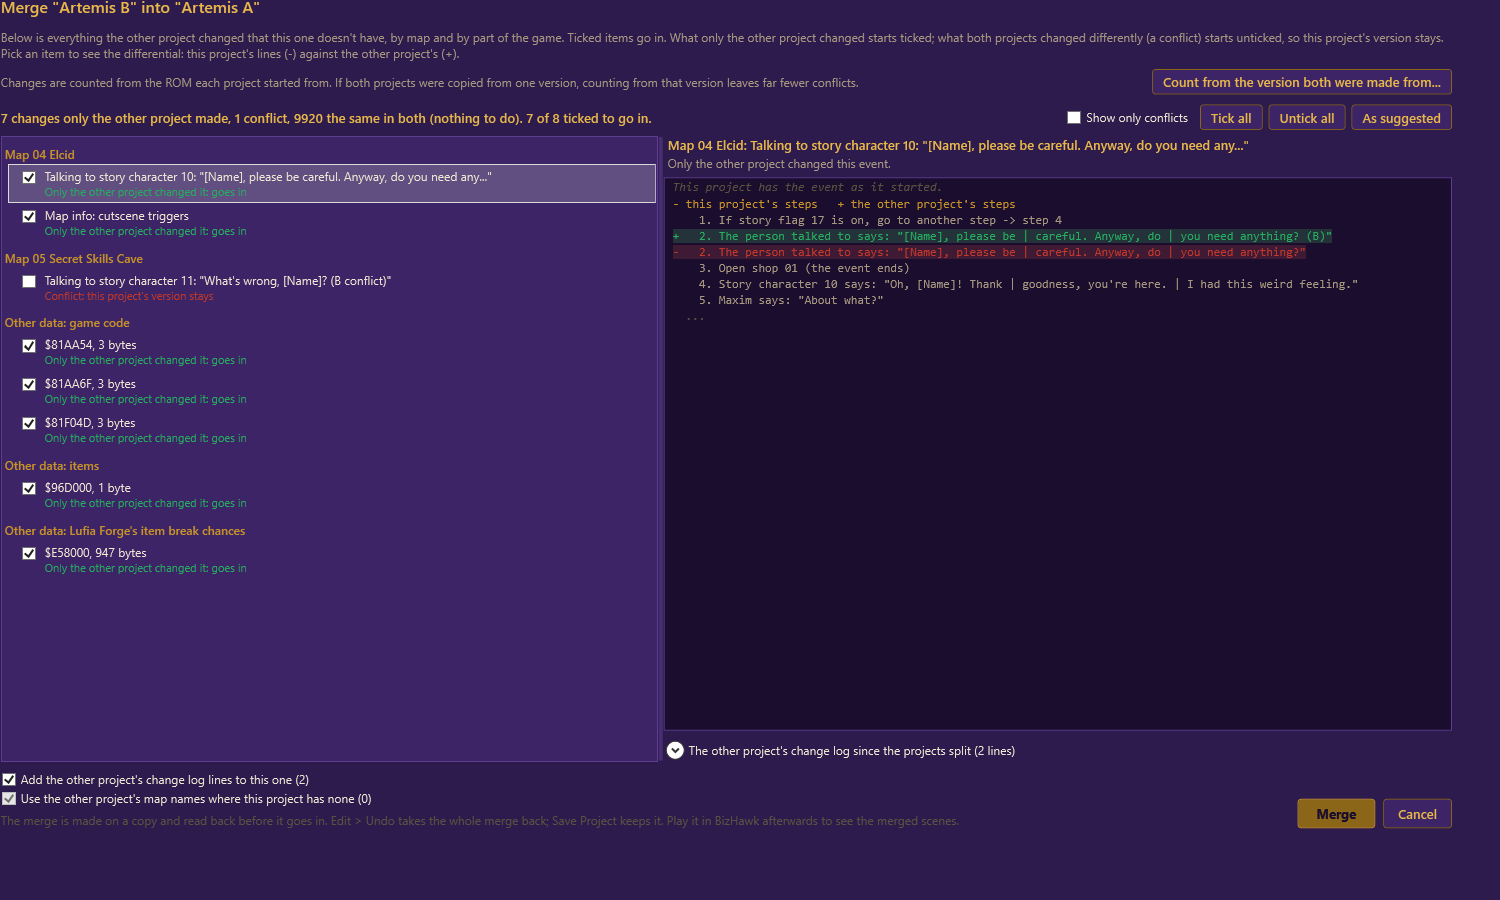 Merge "Artemis B" into "Artemis A"
Below is everything the other project changed that this one doesn't have, by map and by part of the game. Ticked items go in. What only the other project changed starts ticked; what both projects changed differently (a conflict) starts unticked, so this project's version stays.
Pick an item to see the differential: this project's lines (-) against the other project's (+).
Changes are counted from the ROM each project started from. If both projects were copied from one version, counting from that version leaves far fewer conflicts.
Count from the version both were made from...
7 changes only the other project made, 1 conflict, 9920 the same in both (nothing to do). 7 of 8 ticked to go in.
Show only conflicts
Tick all
Untick all
As suggested
Map 04 Elcid
Talking to story character 10: "[Name], please be careful. Anyway, do you need any..."
Only the other project changed it: goes in
Map info: cutscene triggers
Only the other project changed it: goes in
Map 05 Secret Skills Cave
Talking to story character 11: "What's wrong, [Name]? (B conflict)"
Conflict: this project's version stays
Other data: game code
$81AA54, 3 bytes
Only the other project changed it: goes in
$81AA6F, 3 bytes
Only the other project changed it: goes in
$81F04D, 3 bytes
Only the other project changed it: goes in
Other data: items
$96D000, 1 byte
Only the other project changed it: goes in
Other data: Lufia Forge's item break chances
$E58000, 947 bytes
Only the other project changed it: goes in
Map 04 Elcid: Talking to story character 10: "[Name], please be careful. Anyway, do you need any..."
Only the other project changed this event.
This project has the event as it started.
- this project's steps + the other project's steps
1. If story flag 17 is on, go to another step -> step 4
+ 2. The person talked to says: "[Name], please be | careful. Anyway, do | you need anything? (B)"
- 2. The person talked to says: "[Name], please be | careful. Anyway, do | you need anything?"
3. Open shop 01 (the event ends)
4. Story character 10 says: "Oh, [Name]! Thank | goodness, you're here. | I had this weird feeling."
5. Maxim says: "About what?"
...
The other project's change log since the projects split (2 lines)
Add the other project's change log lines to this one (2)
Use the other project's map names where this project has none (0)
The merge is made on a copy and read back before it goes in. Edit > Undo takes the whole merge back; Save Project keeps it. Play it in BizHawk afterwards to see the merged scenes.
Merge
Cancel